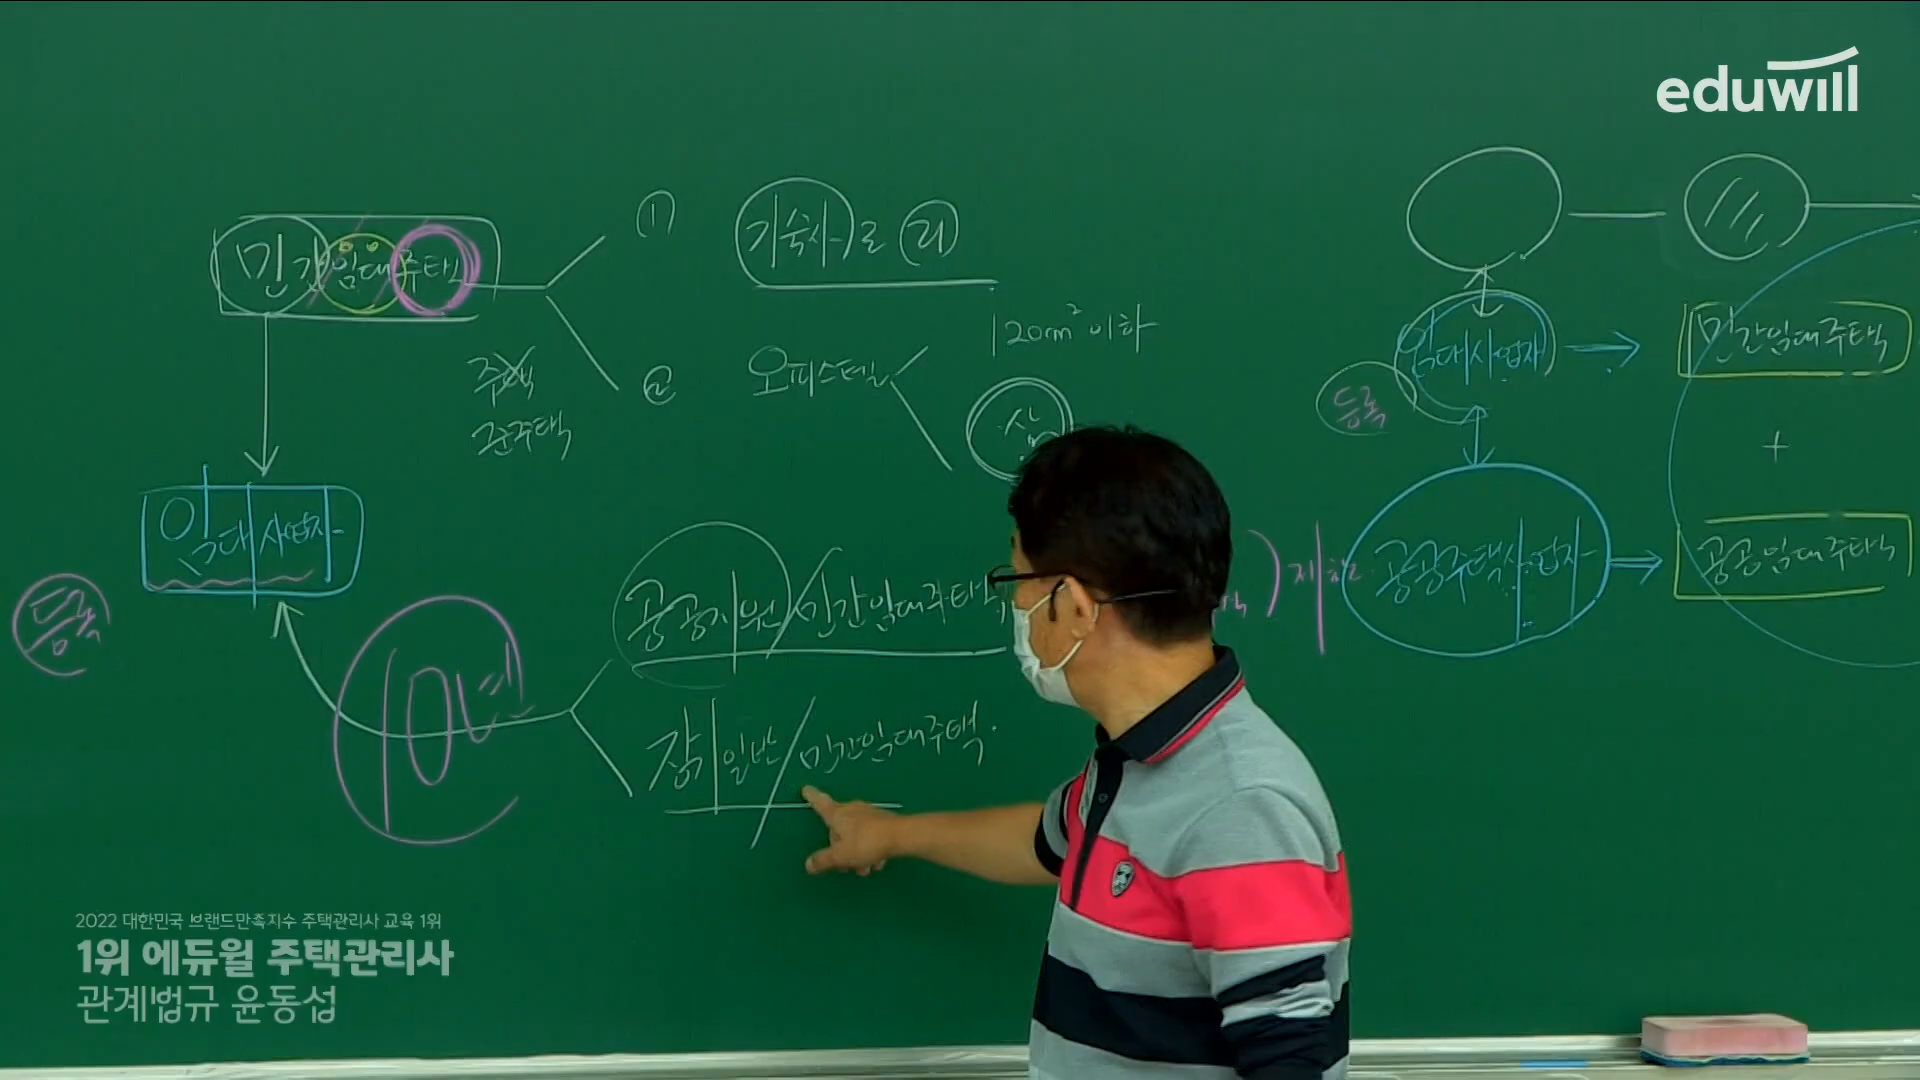 eduwill
민간임대주택
①
기숙사로 ㉣
주택
준주택
②
오피스텔
120m² 이하
임대사업자
등록
10년
공공지원/민간임대주택
장기일반/민간임대주택.
임대사업자
등록
민간임대주택
+
공공주택사업자
공공임대주택
2022 대한민국 브랜드만족지수 주택관리사 교육 1위
1위 에듀윌 주택관리사
관계법규 윤동섭